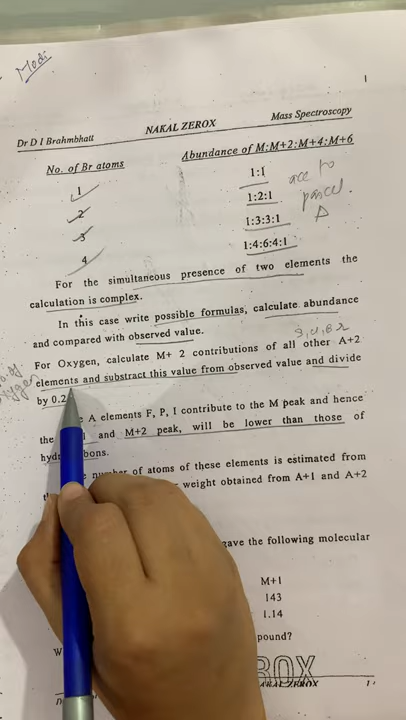 Modi
1
Dr D I Brahmbhatt NAKAL ZEROX Mass Spectroscopy
No. of Br atoms Abundance of M:M+2:M+4:M+6
1 1:1
2 1:2:1
3 1:3:3:1
4 1:4:6:4:1
to
Δ
For the simultaneous presence of two elements the
calculation is complex.
In this case write possible formulas, calculate abundance
and compared with observed value.
For Oxygen, calculate M+ 2 contributions of all other A+2
elements and substract this value from observed value and divide
by 0.2
A elements F, P, I contribute to the M peak and hence
the and M+2 peak, will be lower than those of
number of atoms of these elements is estimated from
weight obtained from A+1 and A+2
gave the following molecular
M+1
143
1.14